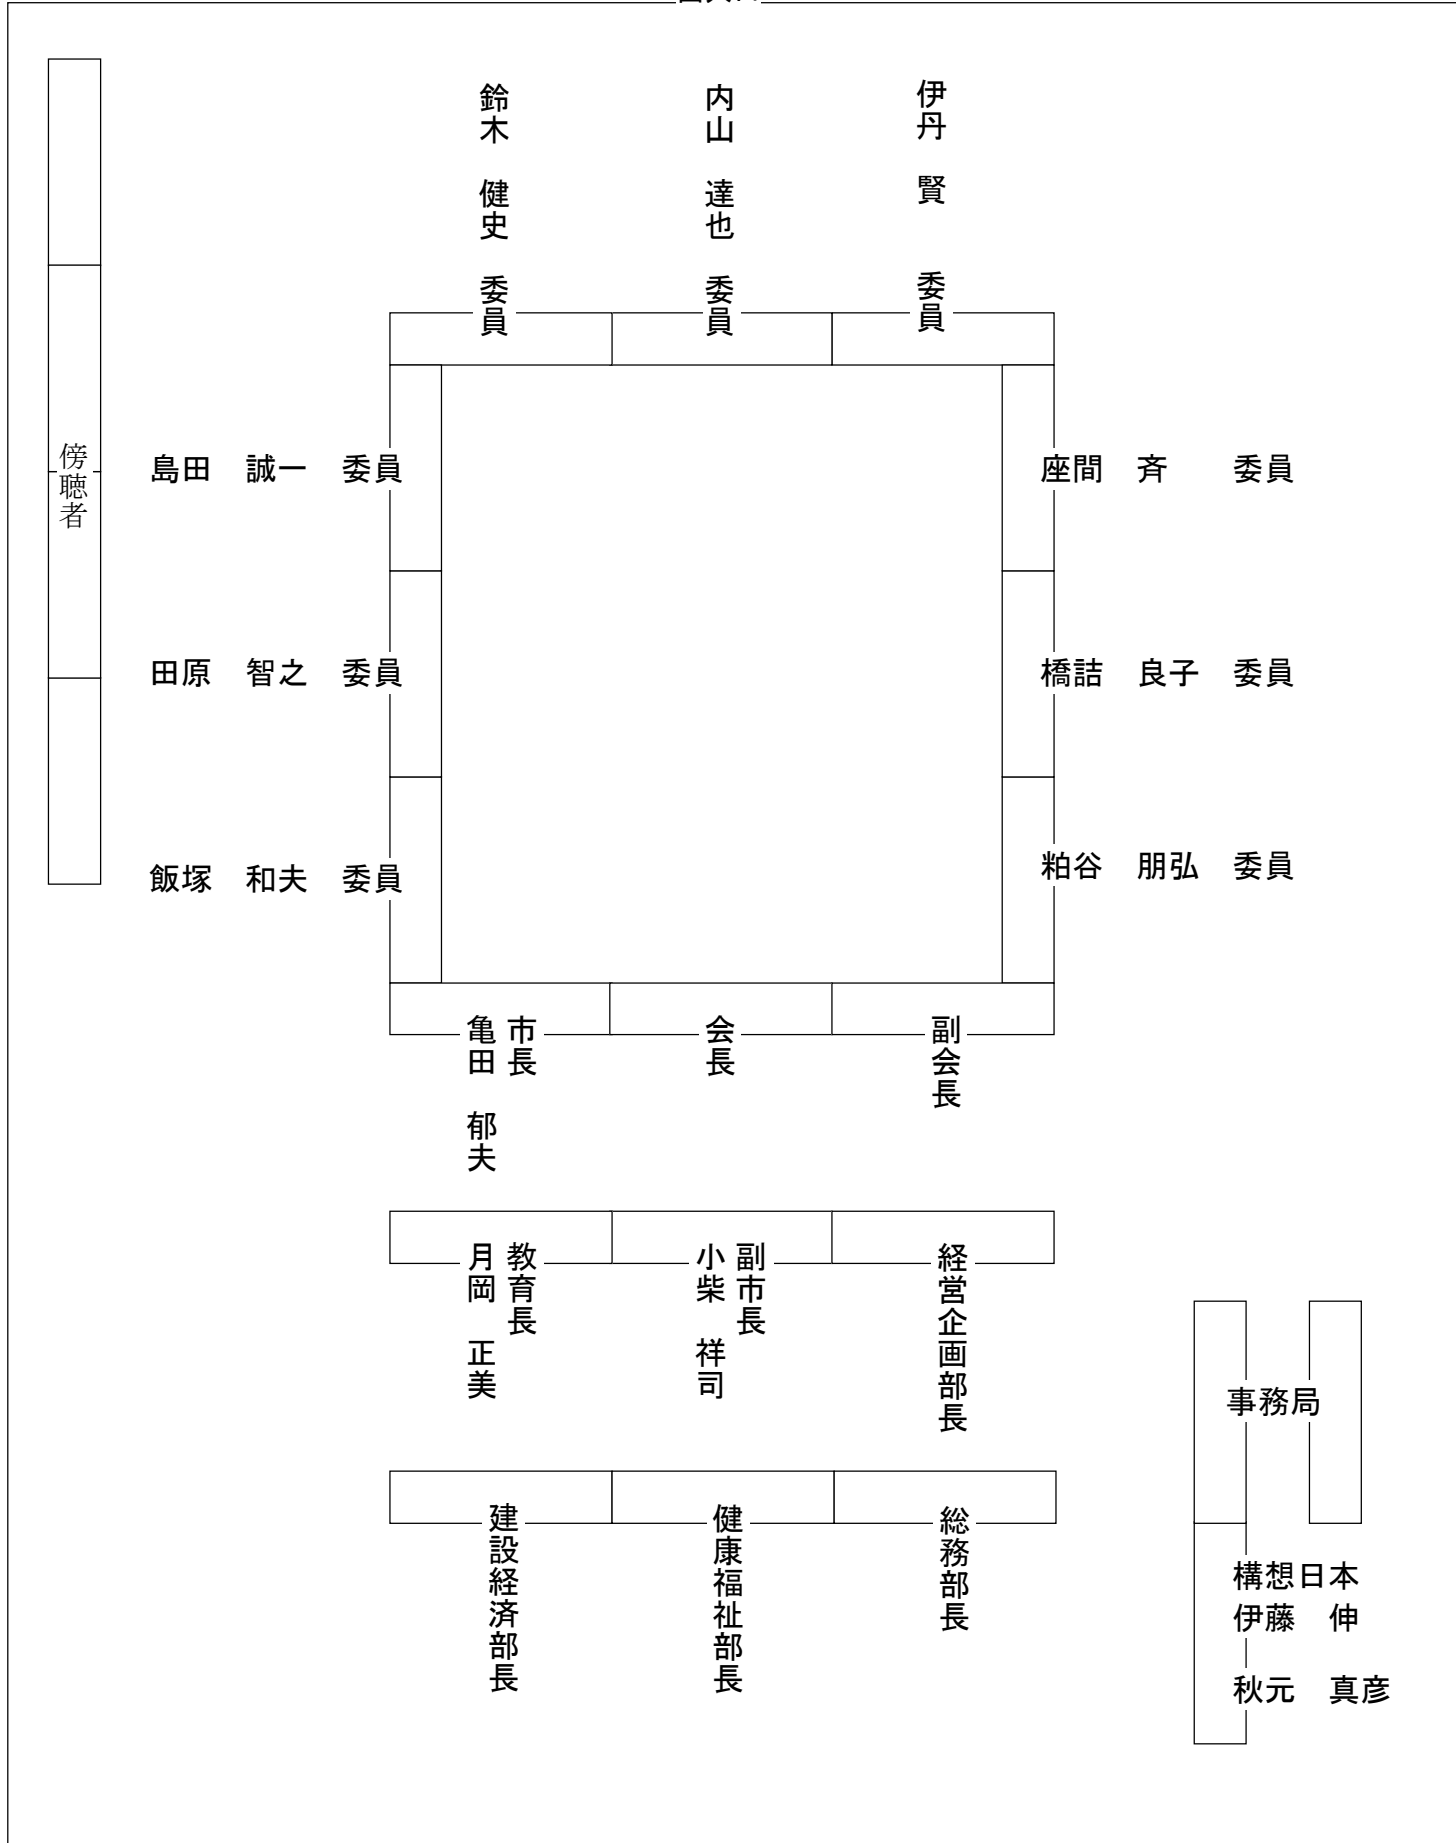 鈴木　健史　委員
内山　達也　委員
伊丹　賢　　委員
傍聴者
島田　誠一　委員
座間　斉　　委員
田原　智之　委員
橋詰　良子　委員
飯塚　和夫　委員
粕谷　朋弘　委員
市長
亀田　郁夫
会長
副会長
教育長
月岡　正美
副市長
小柴　祥司
経営企画部長
事務局
建設経済部長
健康福祉部長
総務部長
構想日本
伊藤　伸
秋元　真彦